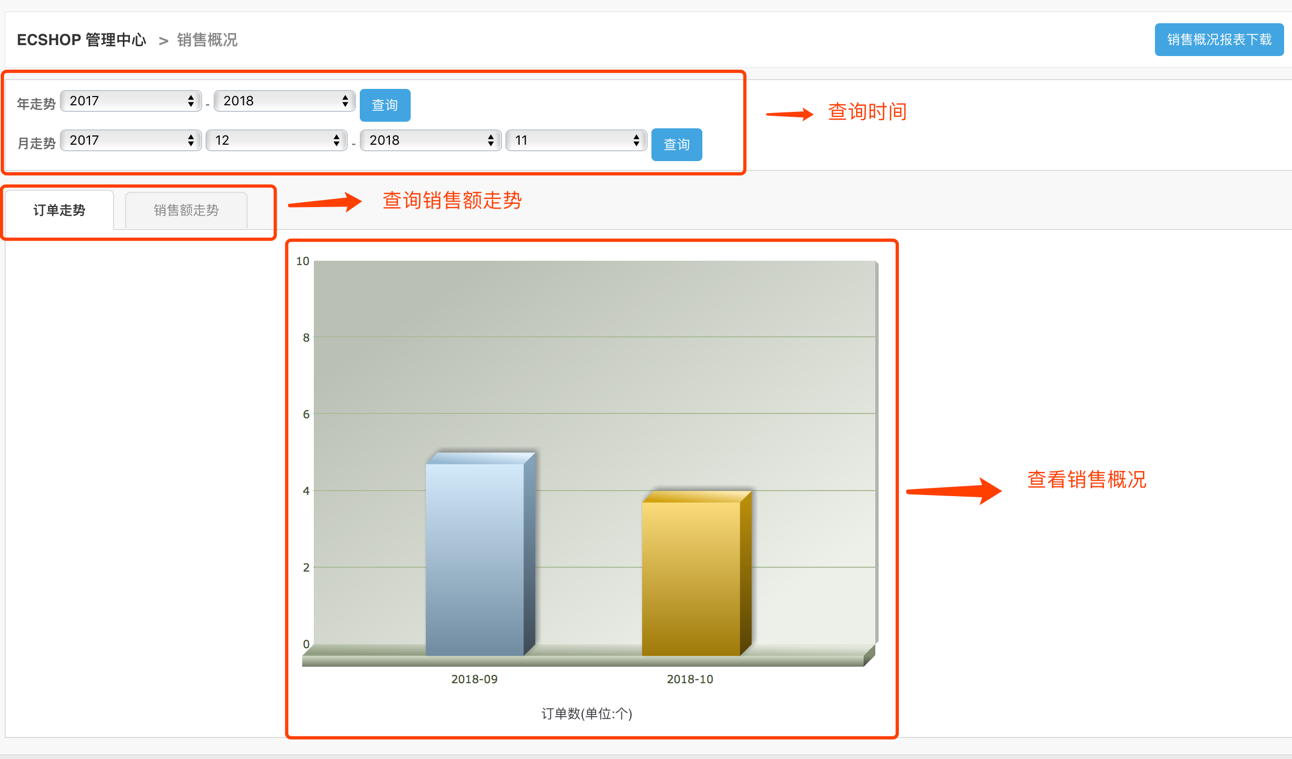 ECSHOP 管理中心 > 销售概况
销售概况报表下载
年走势 2017 - 2018 查询
查询时间
月走势 2017 12 - 2018 11 查询
订单走势 销售额走势
查询销售额走势
10
8
6
4
2
0
查看销售概况
2018-09 2018-10
订单数(单位:个)